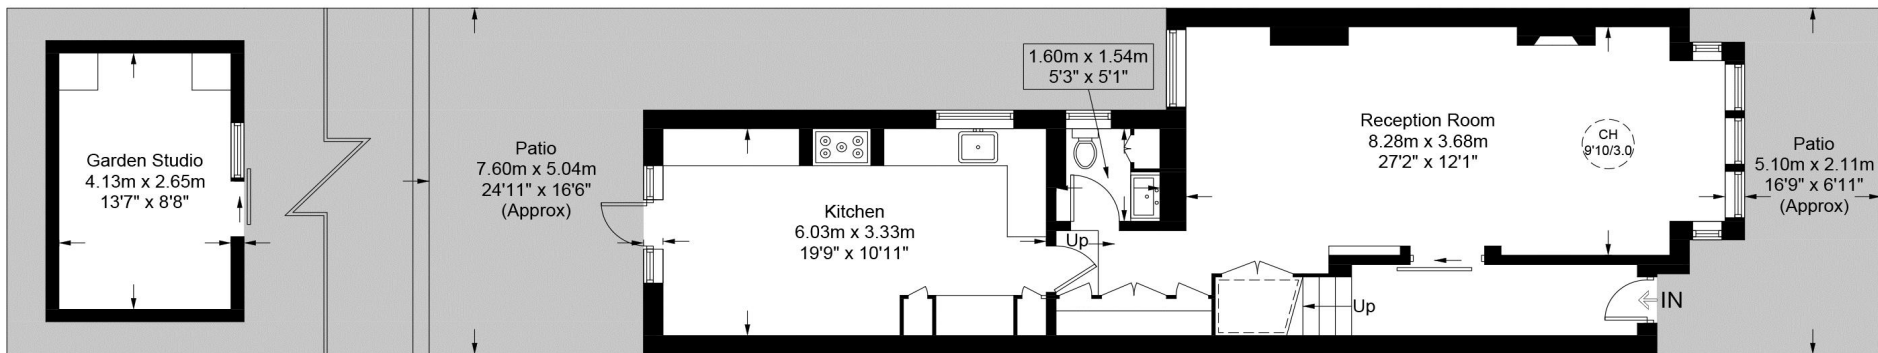 Garden Studio
4.13m x 2.65m
13'7" x 8'8"
Patio
7.60m x 5.04m
24'11" x 16'6"
(Approx)
Kitchen
6.03m x 3.33m
19'9" x 10'11"
1.60m x 1.54m
5'3" x 5'1"
Up
Reception Room
8.28m x 3.68m
27'2" x 12'1"
CH
9'10/3.0
Up
IN
Patio
5.10m x 2.11m
16'9" x 6'11"
(Approx)